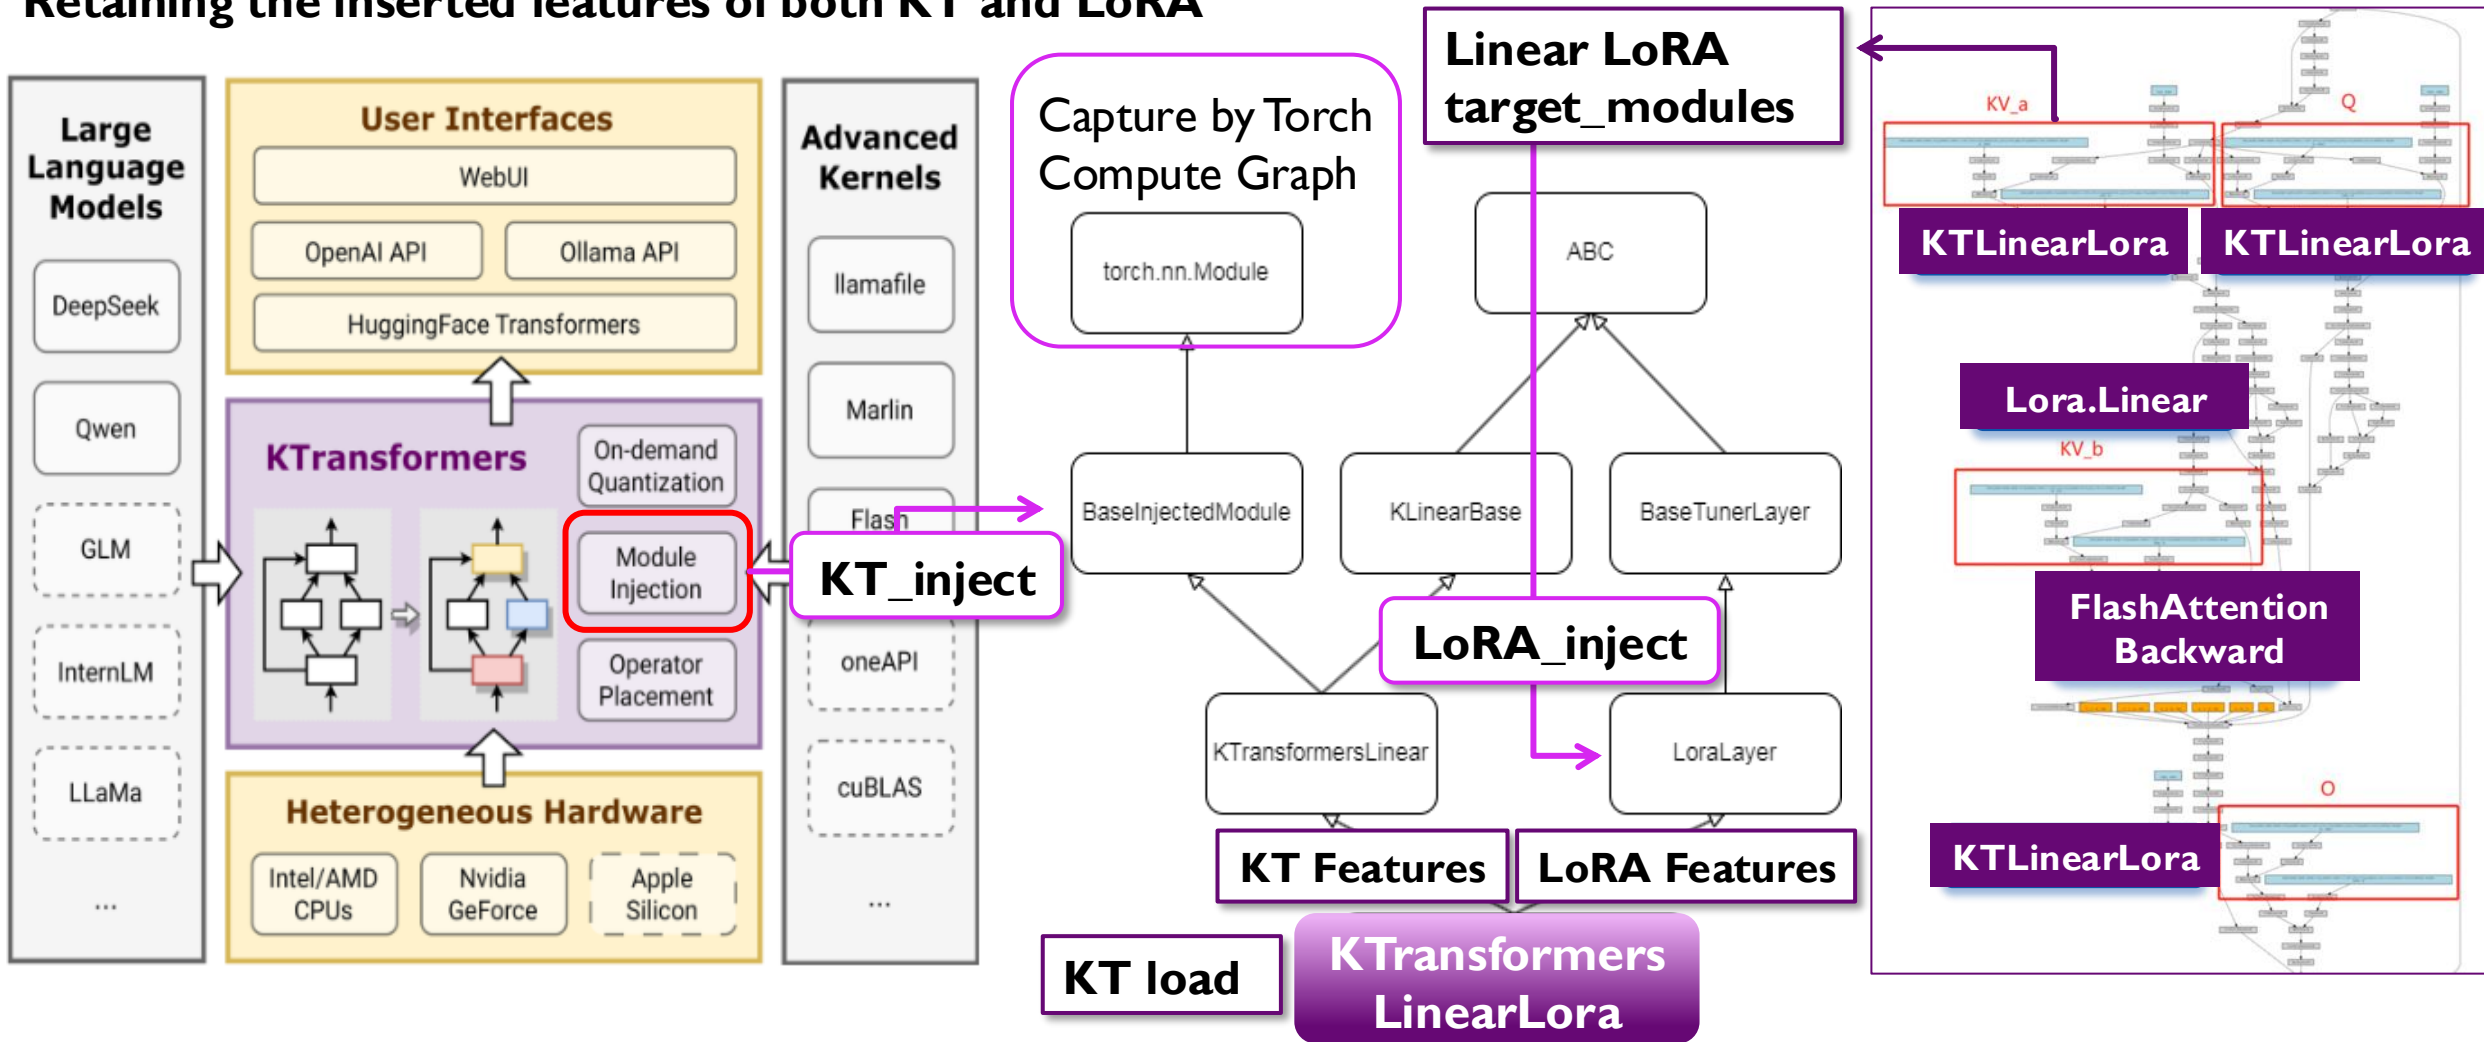 Retaining the inserted features of both KT and LoRA
Large
Language
Models
DeepSeek
Qwen
GLM
InternLM
LLaMa
...
User Interfaces
WebUI
OpenAI API
Ollama API
HuggingFace Transformers
KTransformers
On-demand
Quantization
Module
Injection
Operator
Placement
Heterogeneous Hardware
Intel/AMD
CPUs
Nvidia
GeForce
Apple
Silicon
Advanced
Kernels
llamafile
Marlin
Flash
oneAPI
cuBLAS
...
KT_inject
Capture by Torch
Compute Graph
torch.nn.Module
Linear LoRA
target_modules
ABC
BaseInjectedModule
KLinearBase
BaseTunerLayer
LoRA_inject
KTransformersLinear
LoraLayer
KT Features
LoRA Features
KT load
KTransformers
LinearLora
KV_a
Q
KTLinearLora
KTLinearLora
Lora.Linear
KV_b
FlashAttention
Backward
O
KTLinearLora